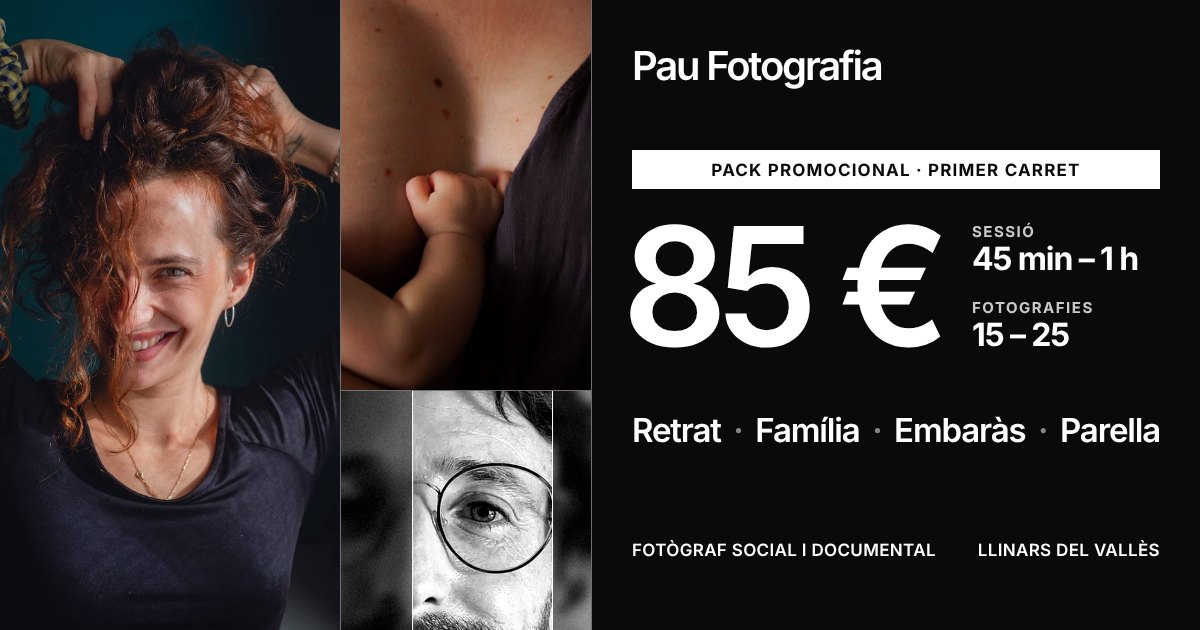 Pau Fotografia
PACK PROMOCIONAL · PRIMER CARRET
85 €
SESSIÓ
45 min – 1 h
FOTOGRAFIES
15 – 25
Retrat · Família · Embaràs · Parella
FOTÒGRAF SOCIAL I DOCUMENTAL
LLINARS DEL VALLÈS